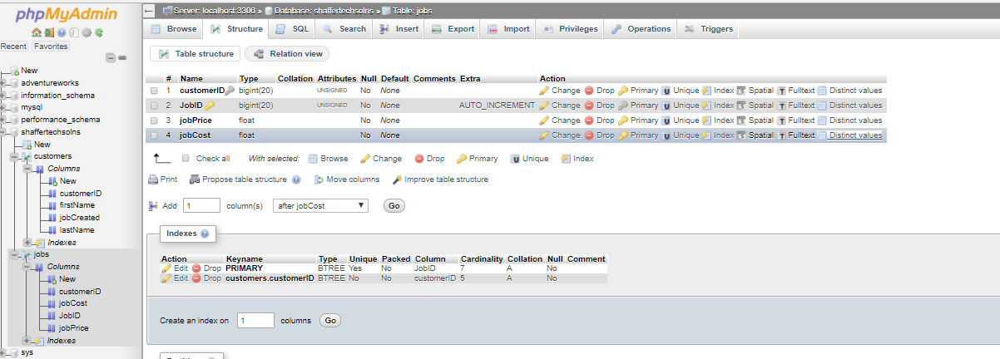 phpMyAdmin
Recent Favorites
New
adventureworks
information_schema
mysql
performance_schema
shaffertechsolns
New
customers
Columns
New
customerID
firstName
jobCreated
lastName
Indexes
jobs
Columns
New
customerID
jobCost
JobID
jobPrice
Indexes
sys
Server: localhost:3306 » Database: shaffertechsolns » Table: jobs
Browse Structure SQL Search Insert Export Import Privileges Operations Triggers
Table structure Relation view
# Name Type Collation Attributes Null Default Comments Extra Action
1 customerID bigint(20) UNSIGNED No None Change Drop Primary Unique Index Spatial Fulltext Distinct values
2 JobID bigint(20) UNSIGNED No None AUTO_INCREMENT Change Drop Primary Unique Index Spatial Fulltext Distinct values
3 jobPrice float No None Change Drop Primary Unique Index Spatial Fulltext Distinct values
4 jobCost float No None Change Drop Primary Unique Index Spatial Fulltext Distinct values
Check all With selected: Browse Change Drop Primary Unique Index
Print Propose table structure Move columns Improve table structure
Add 1 column(s) after jobCost Go
Indexes
Action Keyname Type Unique Packed Column Cardinality Collation Null Comment
Edit Drop PRIMARY BTREE Yes No JobID 7 A No
Edit Drop customers.customerID BTREE No No customerID 5 A No
Create an index on 1 columns Go